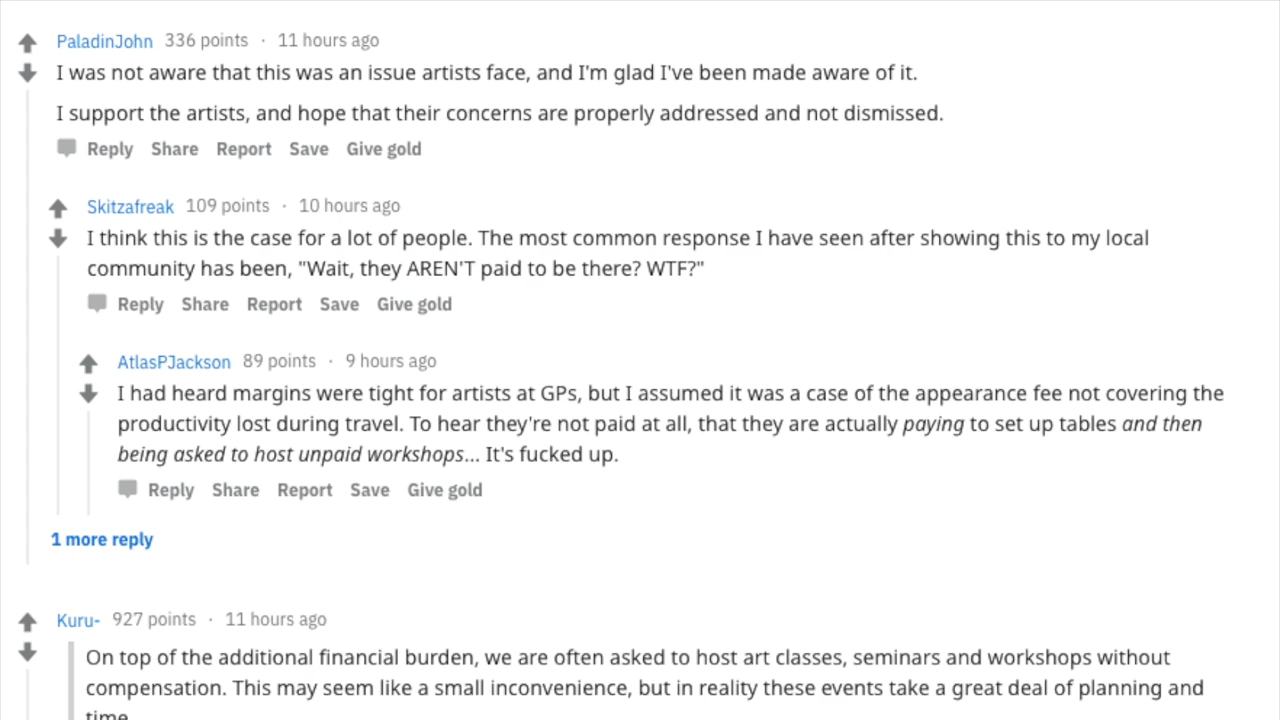 PaladinJohn 336 points · 11 hours ago
I was not aware that this was an issue artists face, and I'm glad I've been made aware of it.
I support the artists, and hope that their concerns are properly addressed and not dismissed.
Reply Share Report Save Give gold
Skitzafreak 109 points · 10 hours ago
I think this is the case for a lot of people. The most common response I have seen after showing this to my local
community has been, "Wait, they AREN'T paid to be there? WTF?"
Reply Share Report Save Give gold
AtlasPJackson 89 points · 9 hours ago
I had heard margins were tight for artists at GPs, but I assumed it was a case of the appearance fee not covering the
productivity lost during travel. To hear they're not paid at all, that they are actually paying to set up tables and then
being asked to host unpaid workshops... It's fucked up.
Reply Share Report Save Give gold
1 more reply
Kuru- 927 points · 11 hours ago
On top of the additional financial burden, we are often asked to host art classes, seminars and workshops without
compensation. This may seem like a small inconvenience, but in reality these events take a great deal of planning and
time